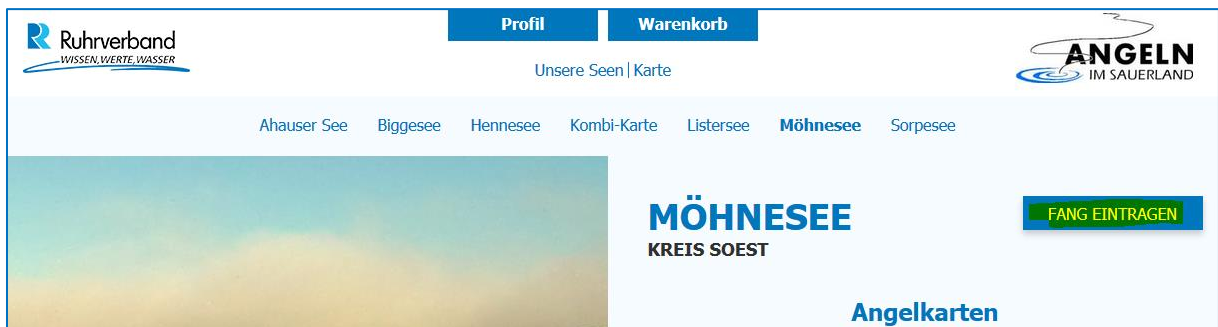 Ruhrverband
WISSEN, WERTE, WASSER
Profil
Warenkorb
Unsere Seen|Karte
ANGELN
IM SAUERLAND
Ahauser See Biggesee Hennesee Kombi-Karte Listersee Möhnesee Sorpesee
MÖHNESEE
KREIS SOEST
FANG EINTRAGEN
Angelkarten